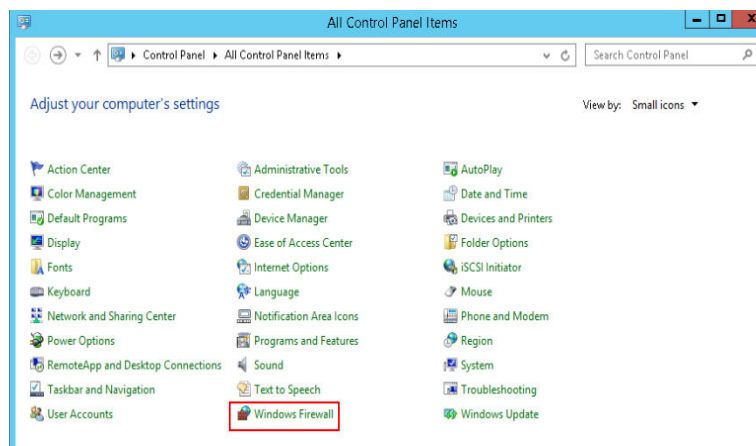 All Control Panel Items
Control Panel All Control Panel Items Search Control Panel
Adjust your computer's settings View by: Small icons
Action Center Administrative Tools AutoPlay
Color Management Credential Manager Date and Time
Default Programs Device Manager Devices and Printers
Display Ease of Access Center Folder Options
Fonts Internet Options iSCSI Initiator
Keyboard Language Mouse
Network and Sharing Center Notification Area Icons Phone and Modem
Power Options Programs and Features Region
RemoteApp and Desktop Connections Sound System
Taskbar and Navigation Text to Speech Troubleshooting
User Accounts Windows Firewall Windows Update